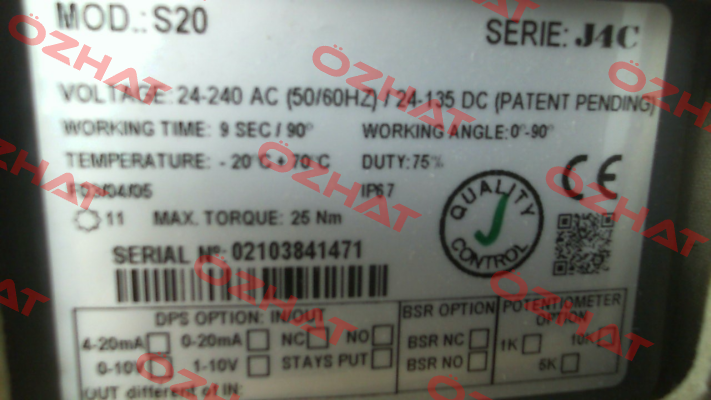 MOD.: S20 SERIE: J4C
VOLTAGE: 24-240 AC (50/60HZ) / 24-135 DC (PATENT PENDING)
WORKING TIME: 9 SEC / 90° WORKING ANGLE: 0°-90°
TEMPERATURE: - 20°C + 70°C DUTY: 75%
F03/04/05 IP67
11 MAX. TORQUE: 25 Nm
QUALITY CONTROL
CE
SERIAL Nº: 02103841471
DPS OPTION: IN/OUT BSR OPTION POTENTIOMETER OPTION
4-20mA 0-20mA NC NO BSR NC 1K 10K
0-10V 1-10V STAYS PUT BSR NO 5K
OUT different of IN:
ÖZHAT
ÖZHAT
ÖZHAT
ÖZHAT
ÖZHAT
ÖZHAT